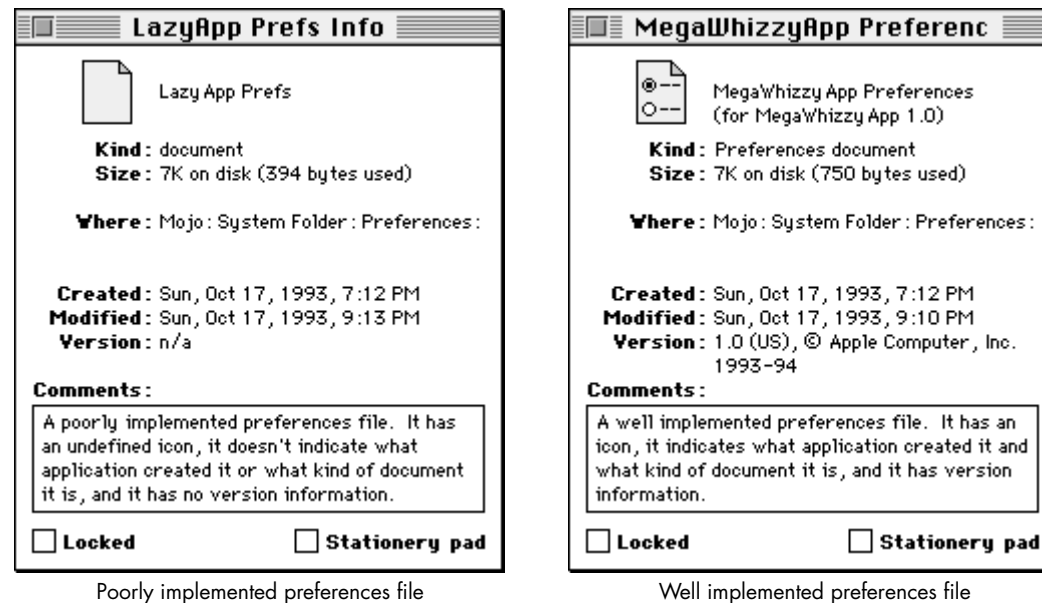 LazyApp Prefs Info
Lazy App Prefs
Kind: document
Size: 7K on disk (394 bytes used)
Where: Mojo: System Folder: Preferences:
Created: Sun, Oct 17, 1993, 7:12 PM
Modified: Sun, Oct 17, 1993, 9:13 PM
Version: n/a
Comments:
A poorly implemented preferences file. It has
an undefined icon, it doesn't indicate what
application created it or what kind of document
it is, and it has no version information.
Locked
Stationery pad
Poorly implemented preferences file
MegaWhizzyApp Preferenc
MegaWhizzy App Preferences
(for MegaWhizzy App 1.0)
Kind: Preferences document
Size: 7K on disk (750 bytes used)
Where: Mojo: System Folder: Preferences:
Created: Sun, Oct 17, 1993, 7:12 PM
Modified: Sun, Oct 17, 1993, 9:10 PM
Version: 1.0 (US), © Apple Computer, Inc.
1993-94
Comments:
A well implemented preferences file. It has an
icon, it indicates what application created it and
what kind of document it is, and it has version
information.
Locked
Stationery pad
Well implemented preferences file